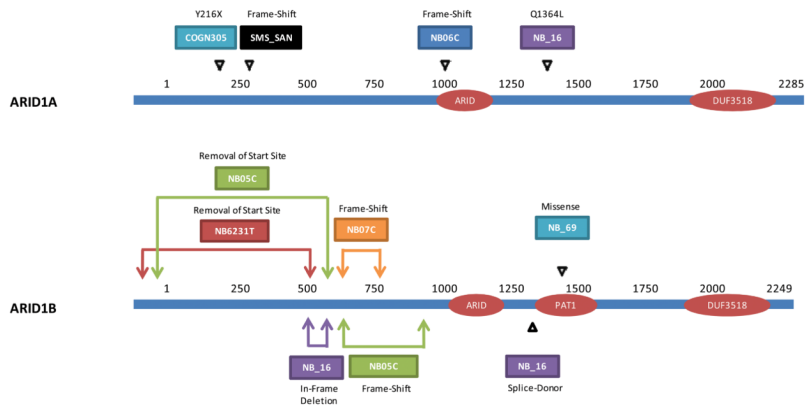 Y216X Frame-Shift Frame-Shift Q1364L
COGN305 SMS_SAN NB06C NB_16
1 250 500 750 1000 1250 1500 1750 2000 2285
ARID1A ARID DUF3518
Removal of Start Site
NB05C
Removal of Start Site Frame-Shift Missense
NB6231T NB07C NB_69
1 250 500 750 1000 1250 1500 1750 2000 2249
ARID1B ARID PAT1 DUF3518
NB_16 NB05C NB_16
In-Frame Frame-Shift Splice-Donor
Deletion